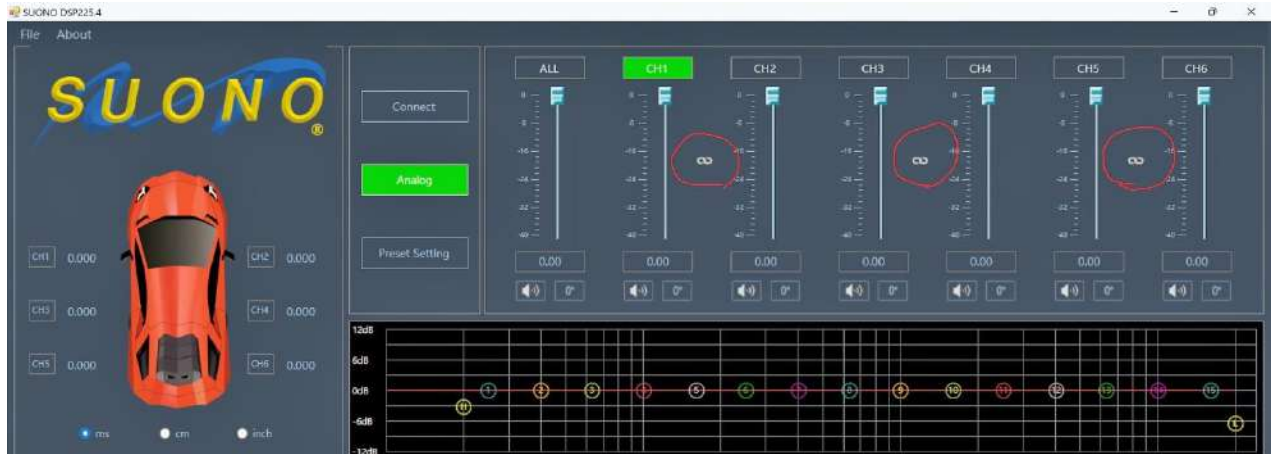 SUONO DSP225.4
File About
SUONO®
Connect
Analog
Preset Setting
ALL CH1 CH2 CH3 CH4 CH5 CH6
0.00 0.00 0.00 0.00 0.00 0.00 0.00
0° 0° 0° 0° 0° 0° 0°
CH1 0.000 CH2 0.000
CH3 0.000 CH4 0.000
CH5 0.000 CH6 0.000
ms cm inch
12dB
6dB
0dB
1 2 3 5 6 8 9 10 11 12 13 14 15
H
-6dB
L
-12dB